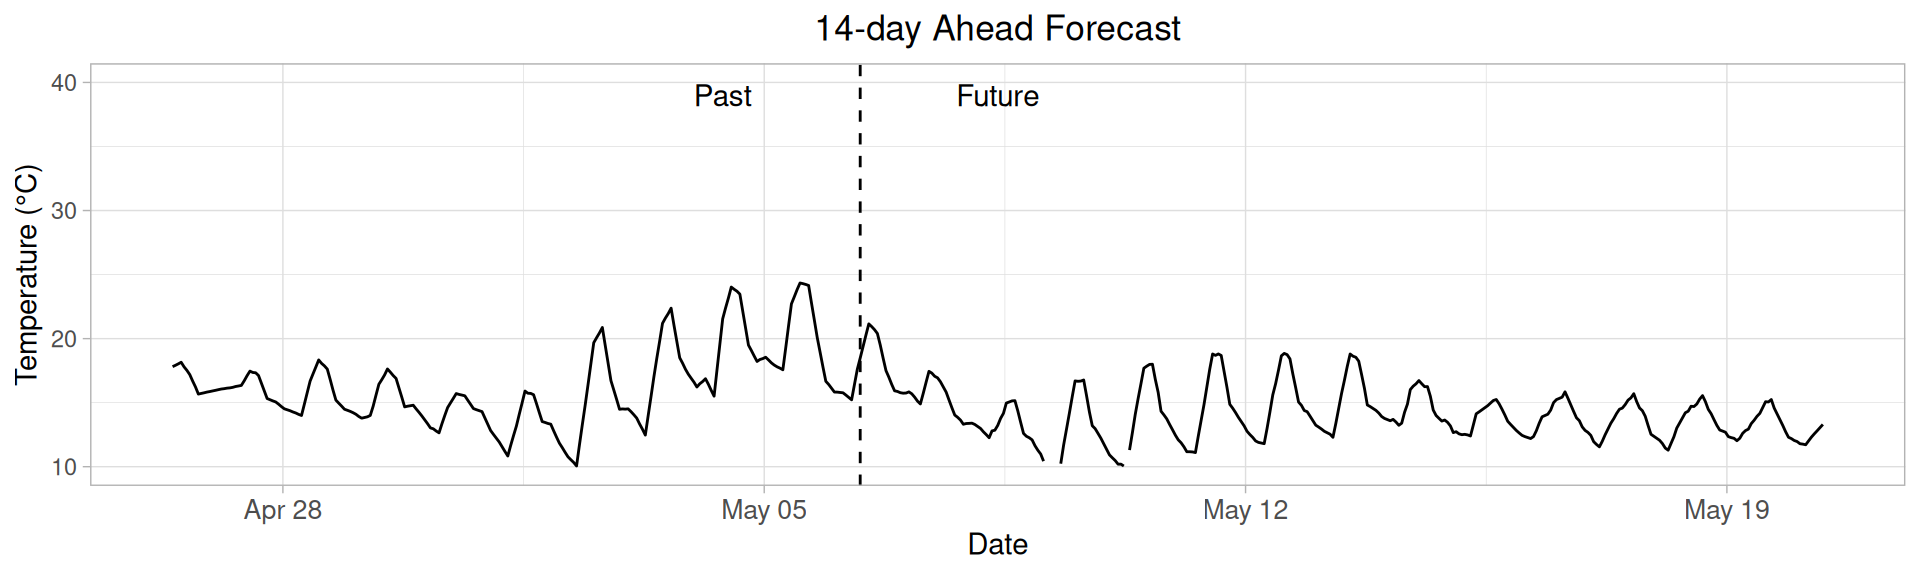 14-day Ahead Forecast
Past
Future
40
30
20
10
Temperature (°C)
Apr 28
May 05
May 12
May 19
Date